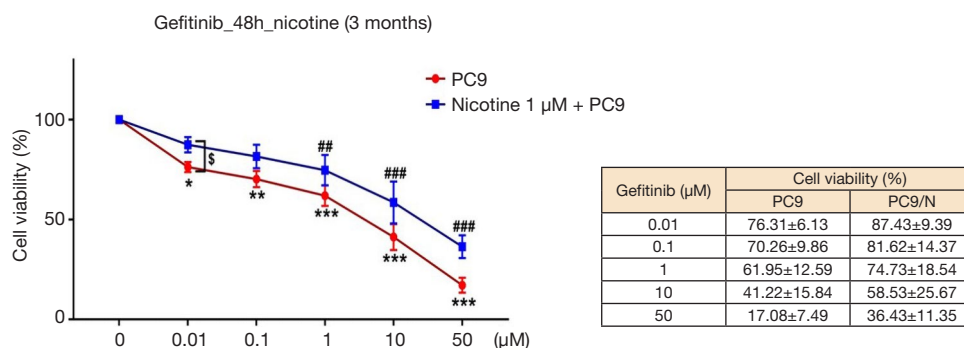 Gefitinib_48h_nicotine (3 months)
PC9
Nicotine 1 μM + PC9
Cell viability (%)
100
50
0
$
*
**
***
***
***
##
###
###
0 0.01 0.1 1 10 50 (μM)
Gefitinib (μM) Cell viability (%)
PC9 PC9/N
0.01 76.31±6.13 87.43±9.39
0.1 70.26±9.86 81.62±14.37
1 61.95±12.59 74.73±18.54
10 41.22±15.84 58.53±25.67
50 17.08±7.49 36.43±11.35